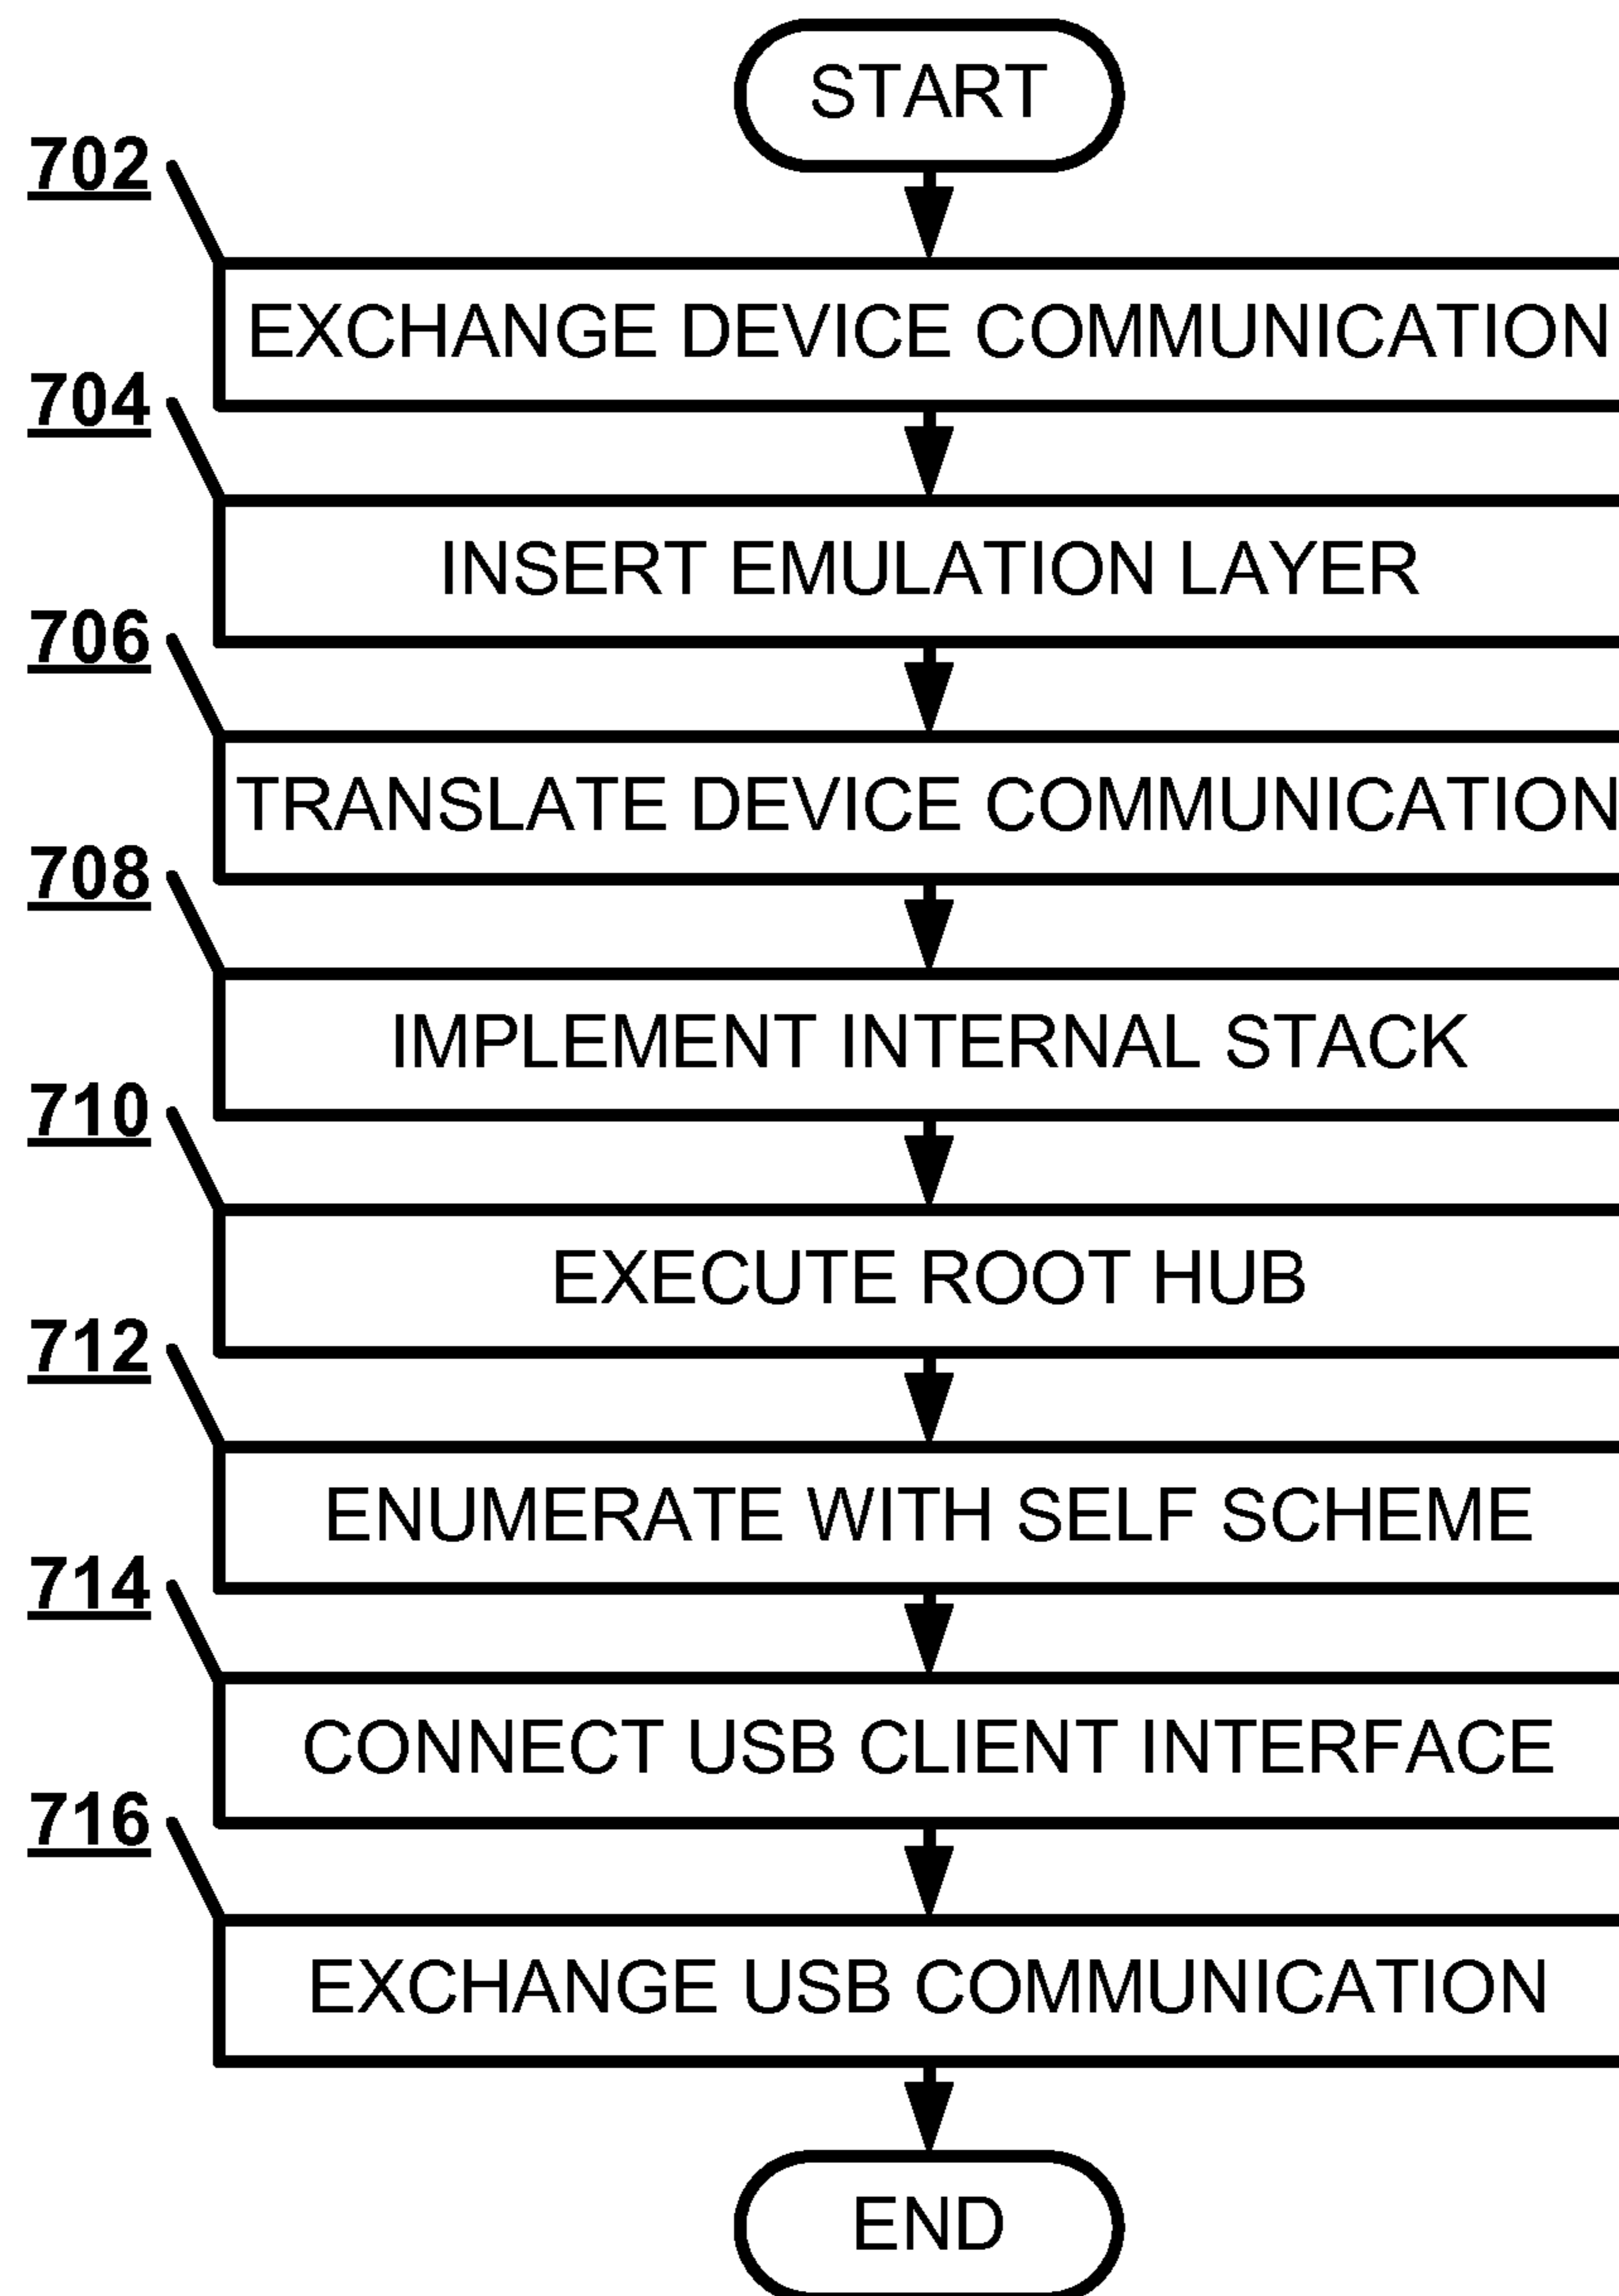 START
702
EXCHANGE DEVICE COMMUNICATION
704
INSERT EMULATION LAYER
706
TRANSLATE DEVICE COMMUNICATION
708
IMPLEMENT INTERNAL STACK
710
EXECUTE ROOT HUB
712
ENUMERATE WITH SELF SCHEME
714
CONNECT USB CLIENT INTERFACE
716
EXCHANGE USB COMMUNICATION
END